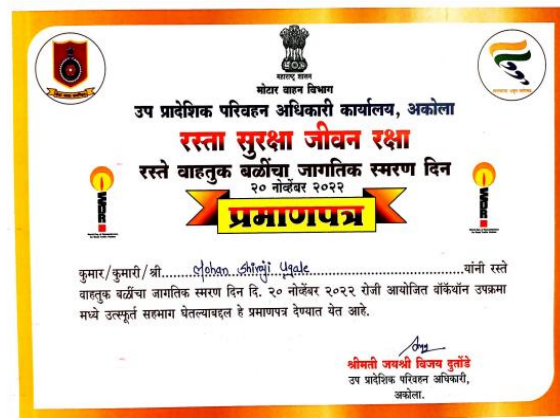 महाराष्ट्र शासन
मोटार वाहन विभाग
उप प्रादेशिक परिवहन अधिकारी कार्यालय, अकोला
रस्ता सुरक्षा जीवन रक्षा
रस्ते वाहतुक बळींचा जागतिक स्मरण दिन
२० नोव्हेंबर २०२२
प्रमाणपत्र
कुमार/कुमारी/श्री.....Mohan Shivaji Ugale.....यांनी रस्ते
वाहतुक बळींचा जागतिक स्मरण दिन दि. २० नोव्हेंबर २०२२ रोजी आयोजित वॉकॅथॉन उपक्रमा
मध्ये उत्स्फूर्त सहभाग घेतल्याबद्दल हे प्रमाणपत्र देण्यात येत आहे.
श्रीमती जयश्री विजय दुतोंडे
उप प्रादेशिक परिवहन अधिकारी,
अकोला.